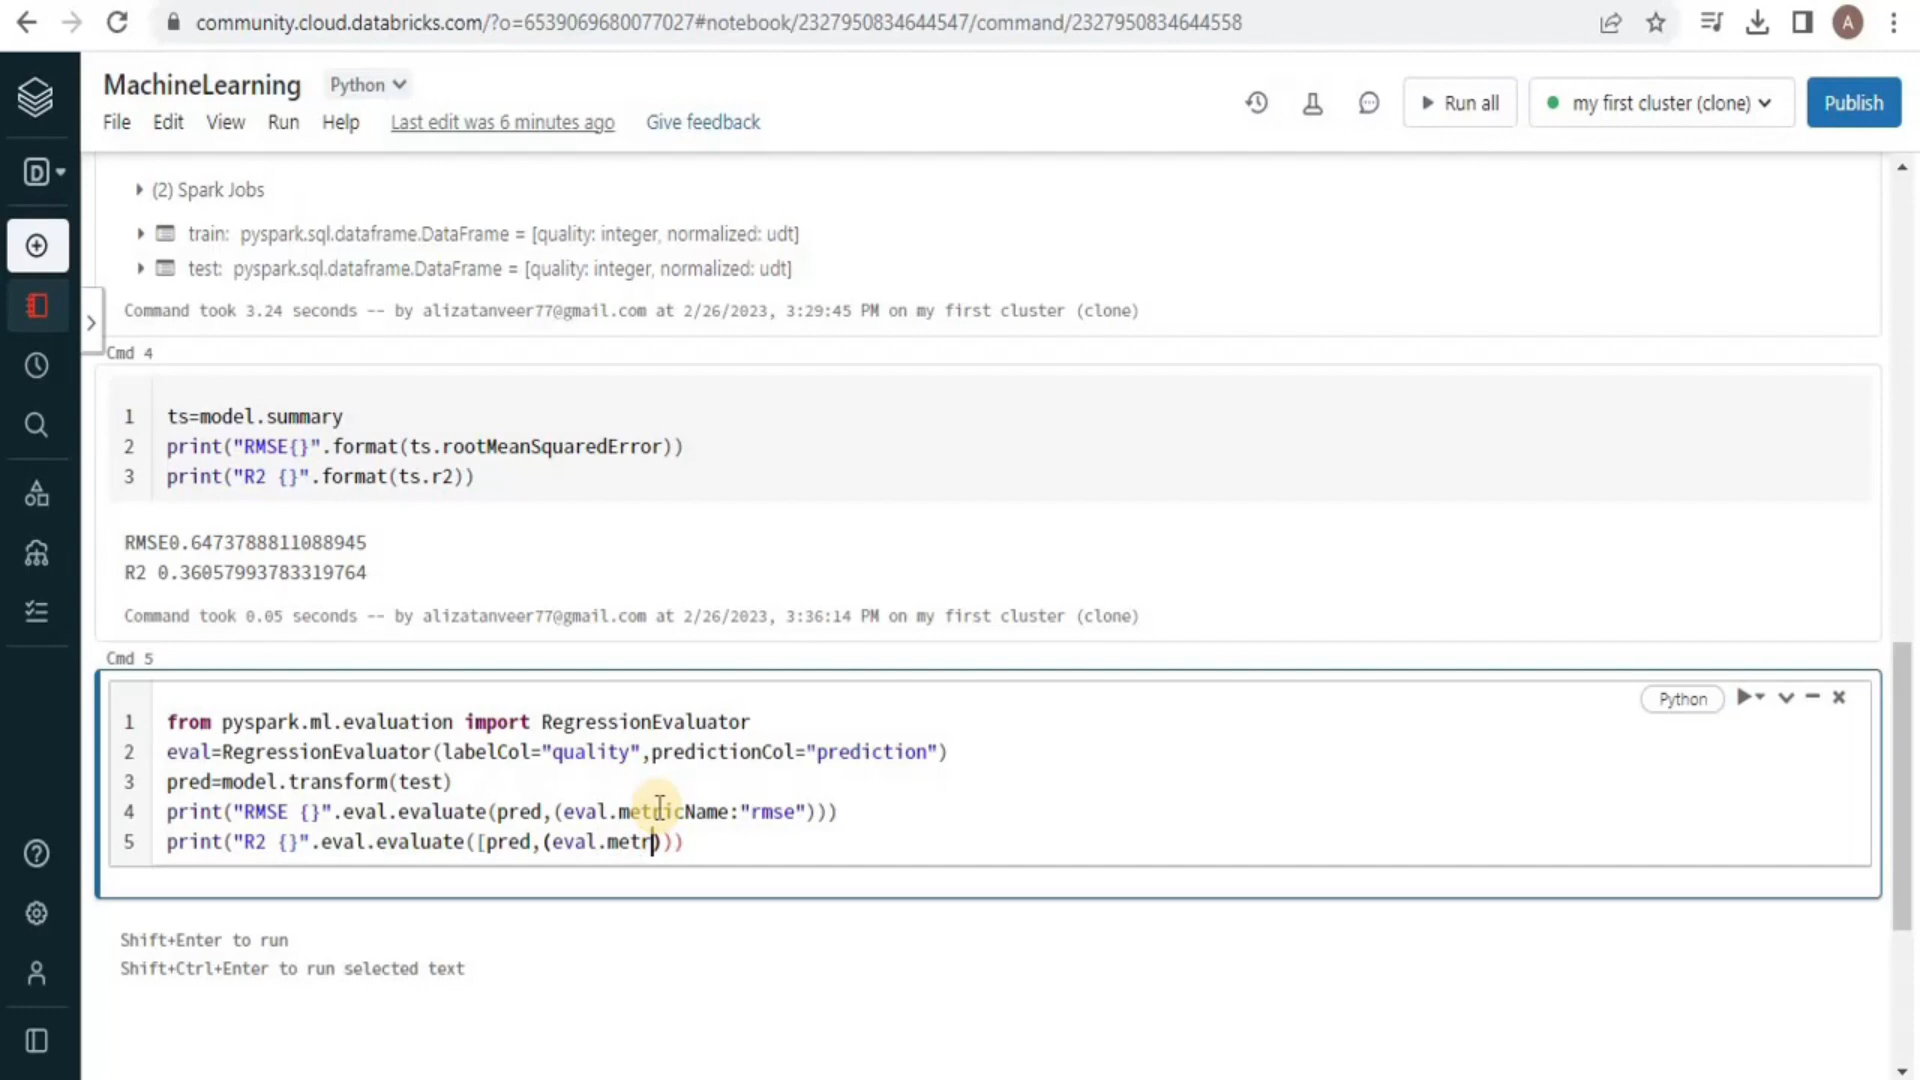 community.cloud.databricks.com/?o=6539069680077027#notebook/2327950834644547/command/2327950834644558
A
MachineLearning
Python
File Edit View Run Help Last edit was 6 minutes ago Give feedback
Run all
my first cluster (clone)
Publish
D
(2) Spark Jobs
train: pyspark.sql.dataframe.DataFrame = [quality: integer, normalized: udt]
test: pyspark.sql.dataframe.DataFrame = [quality: integer, normalized: udt]
Command took 3.24 seconds -- by alizatanveer77@gmail.com at 2/26/2023, 3:29:45 PM on my first cluster (clone)
Cmd 4
1 ts=model.summary
2 print("RMSE{}".format(ts.rootMeanSquaredError))
3 print("R2 {}".format(ts.r2))
RMSE0.6473788811088945
R2 0.36057993783319764
Command took 0.05 seconds -- by alizatanveer77@gmail.com at 2/26/2023, 3:36:14 PM on my first cluster (clone)
Cmd 5
Python
1 from pyspark.ml.evaluation import RegressionEvaluator
2 eval=RegressionEvaluator(labelCol="quality",predictionCol="prediction")
3 pred=model.transform(test)
4 print("RMSE {}".eval.evaluate(pred,(eval.metricName:"rmse")))
5 print("R2 {}".eval.evaluate([pred,(eval.metr)))
Shift+Enter to run
Shift+Ctrl+Enter to run selected text